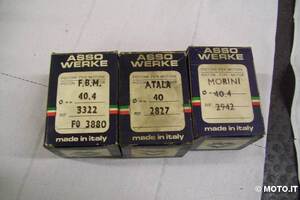 ASSO
WERKE
F.B.M.
40.4
3322
FO 3880
made in italy
ASSO
WERKE
ATALA
40
2827
made in italy
ASSO
WERKE
MORINI
40.4
2942
made in italy
© MOTO.IT